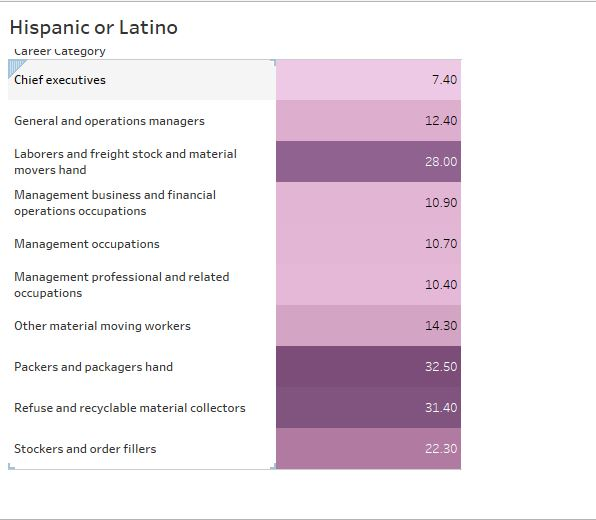 Hispanic or Latino
Career Category
Chief executives 7.40
General and operations managers 12.40
Laborers and freight stock and material
movers hand 28.00
Management business and financial
operations occupations 10.90
Management occupations 10.70
Management professional and related
occupations 10.40
Other material moving workers 14.30
Packers and packagers hand 32.50
Refuse and recyclable material collectors 31.40
Stockers and order fillers 22.30